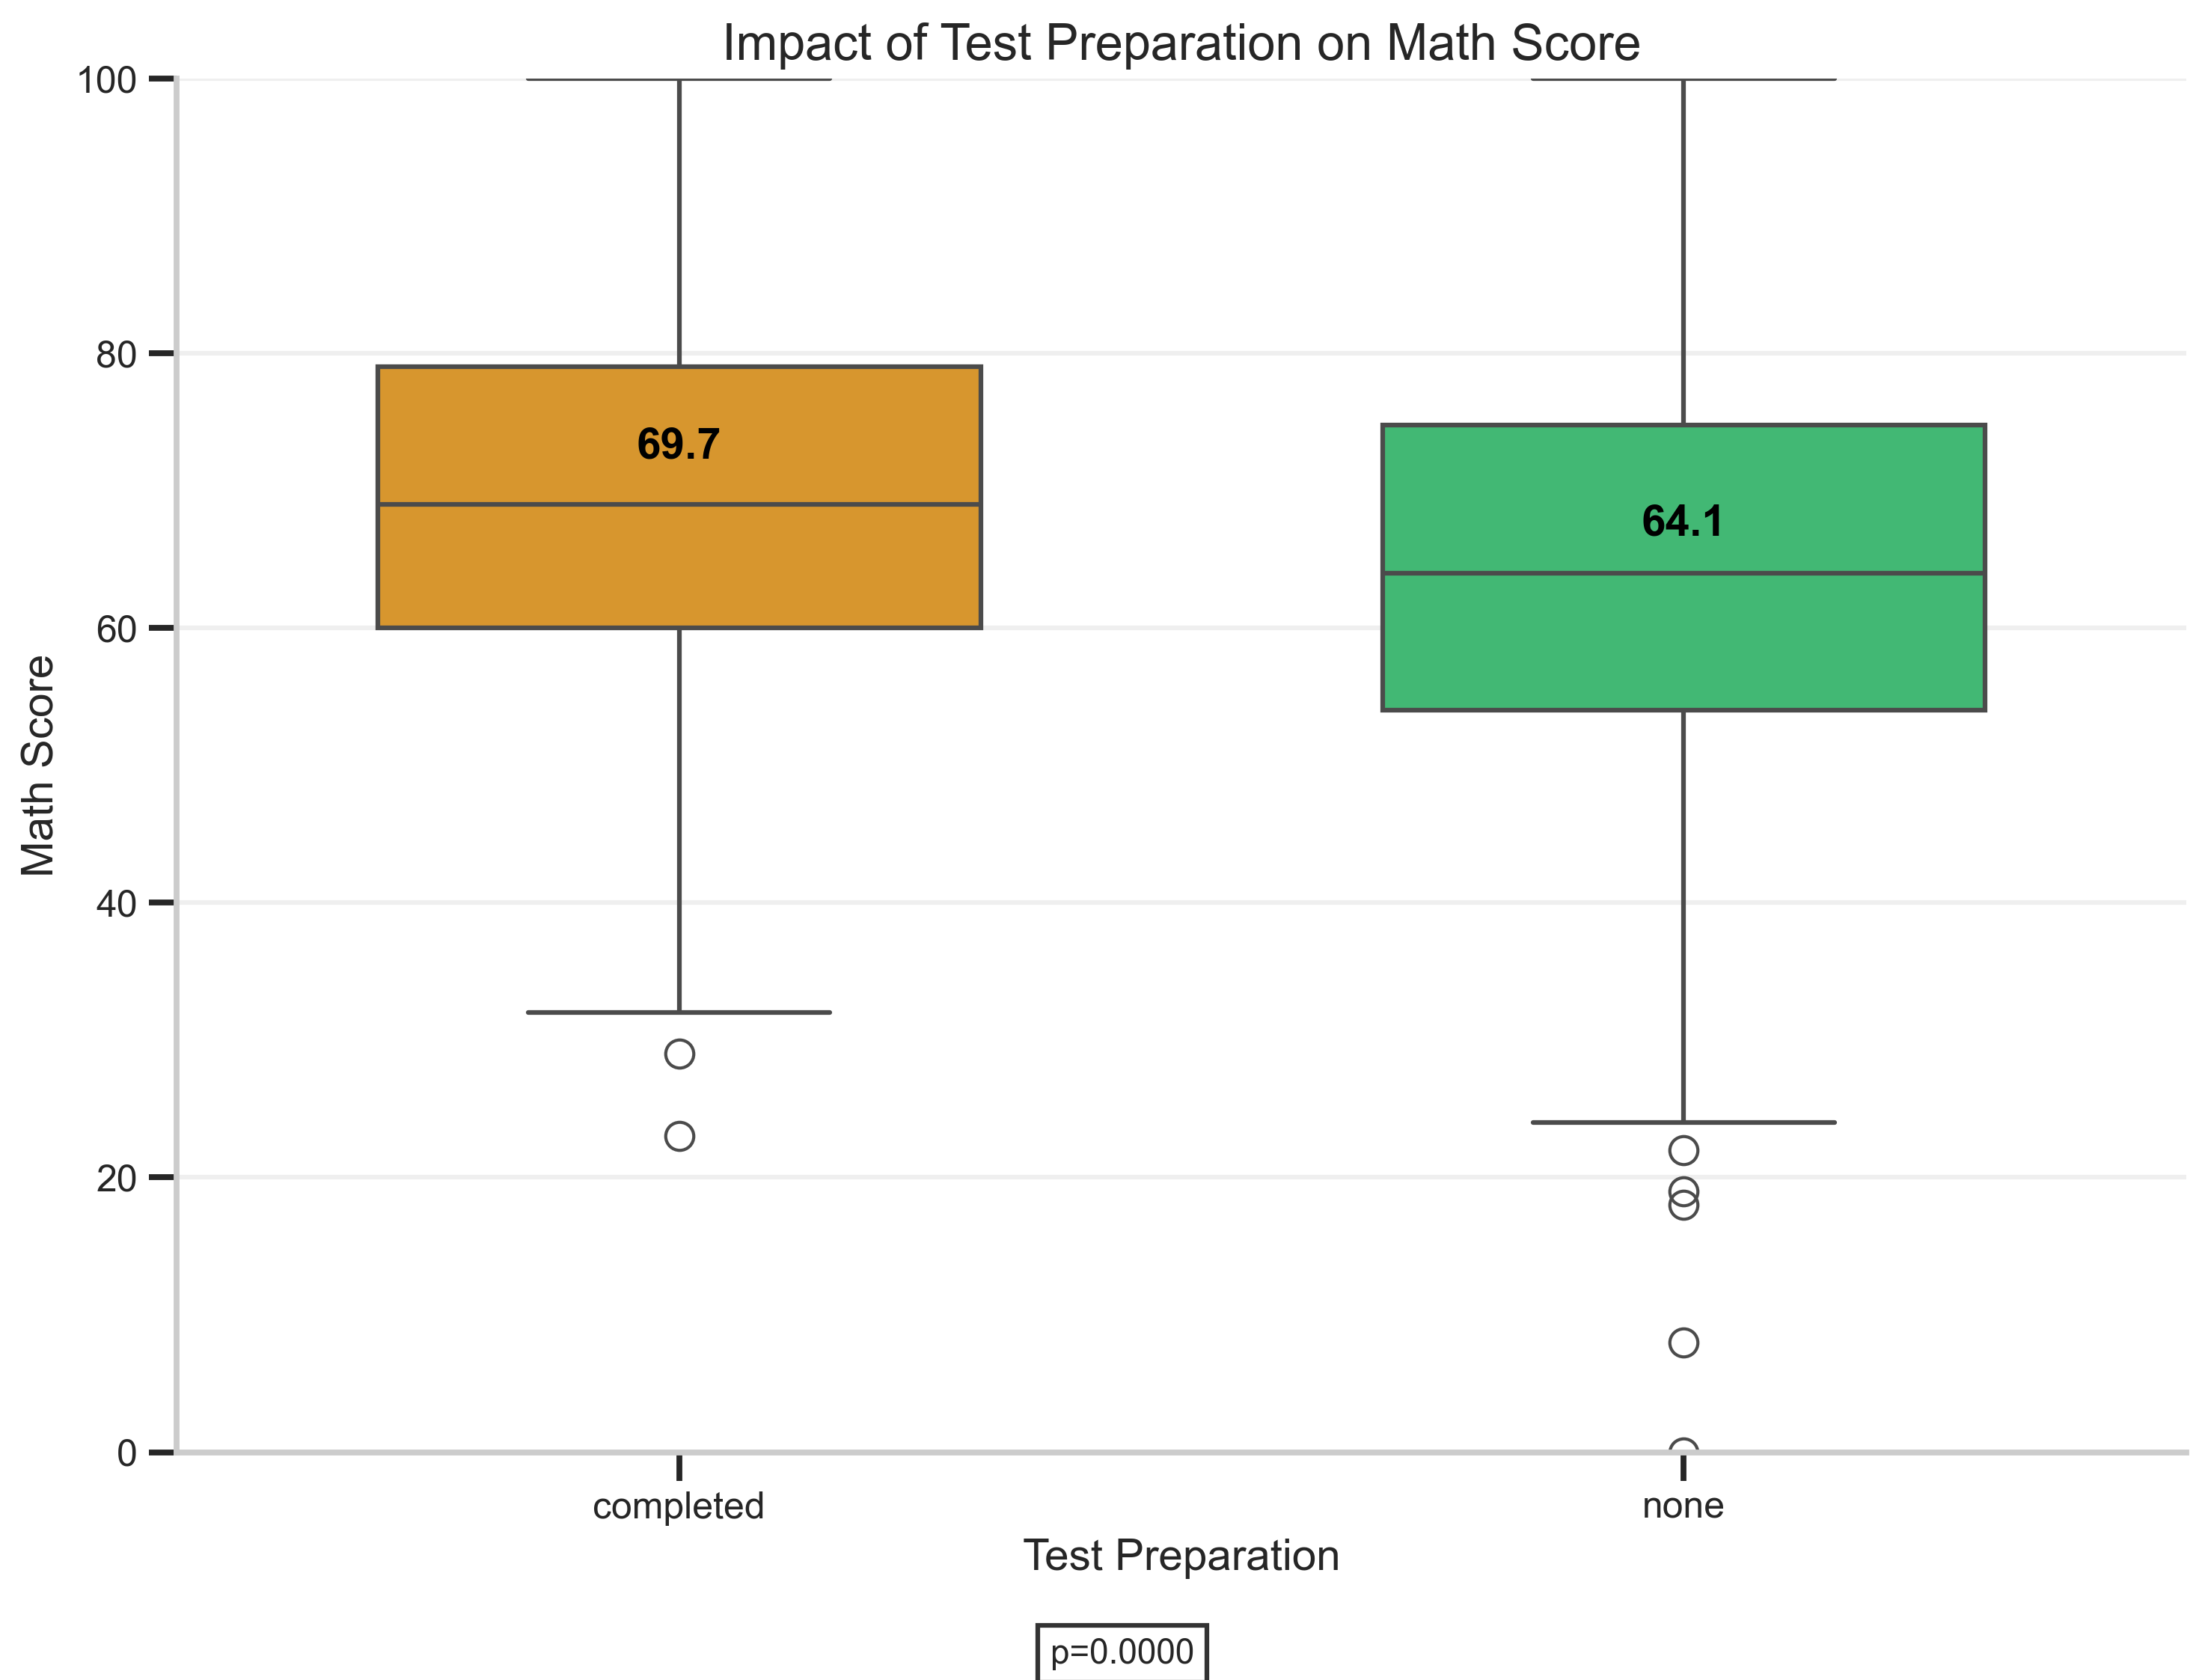 Impact of Test Preparation on Math Score
100
80
60
40
20
0
Math Score
69.7
64.1
completed
none
Test Preparation
p=0.0000